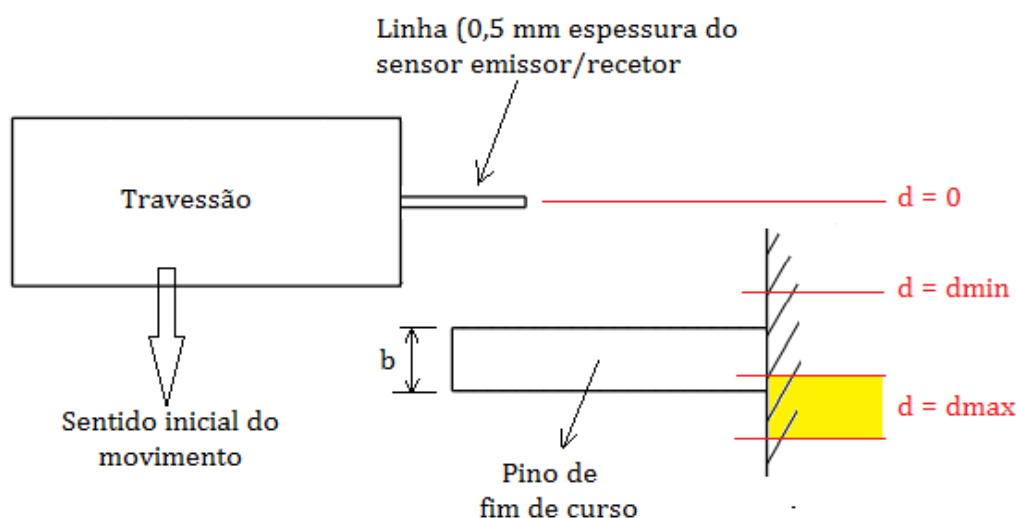 Linha (0,5 mm espessura do
sensor emissor/recetor
Travessão
d = 0
d = dmin
b
d = dmax
Sentido inicial do
movimento
Pino de
fim de curso